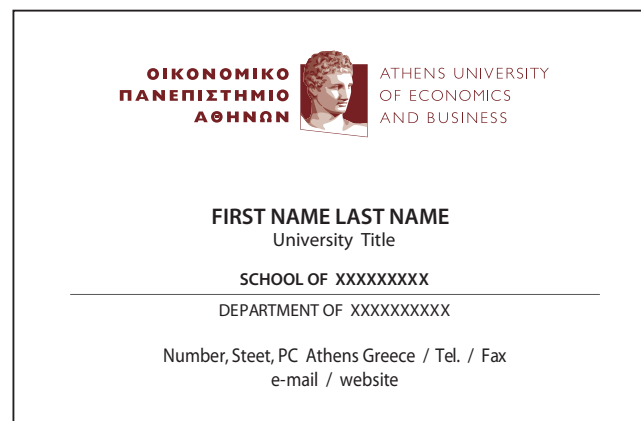 ΟΙΚΟΝΟΜΙΚΟ
ΠΑΝΕΠΙΣΤΗΜΙΟ
ΑΘΗΝΩΝ
ATHENS UNIVERSITY
OF ECONOMICS
AND BUSINESS
FIRST NAME LAST NAME
University Title
SCHOOL OF XXXXXXXXX
DEPARTMENT OF XXXXXXXXXX
Number, Steet, PC Athens Greece / Tel. / Fax
e-mail / website